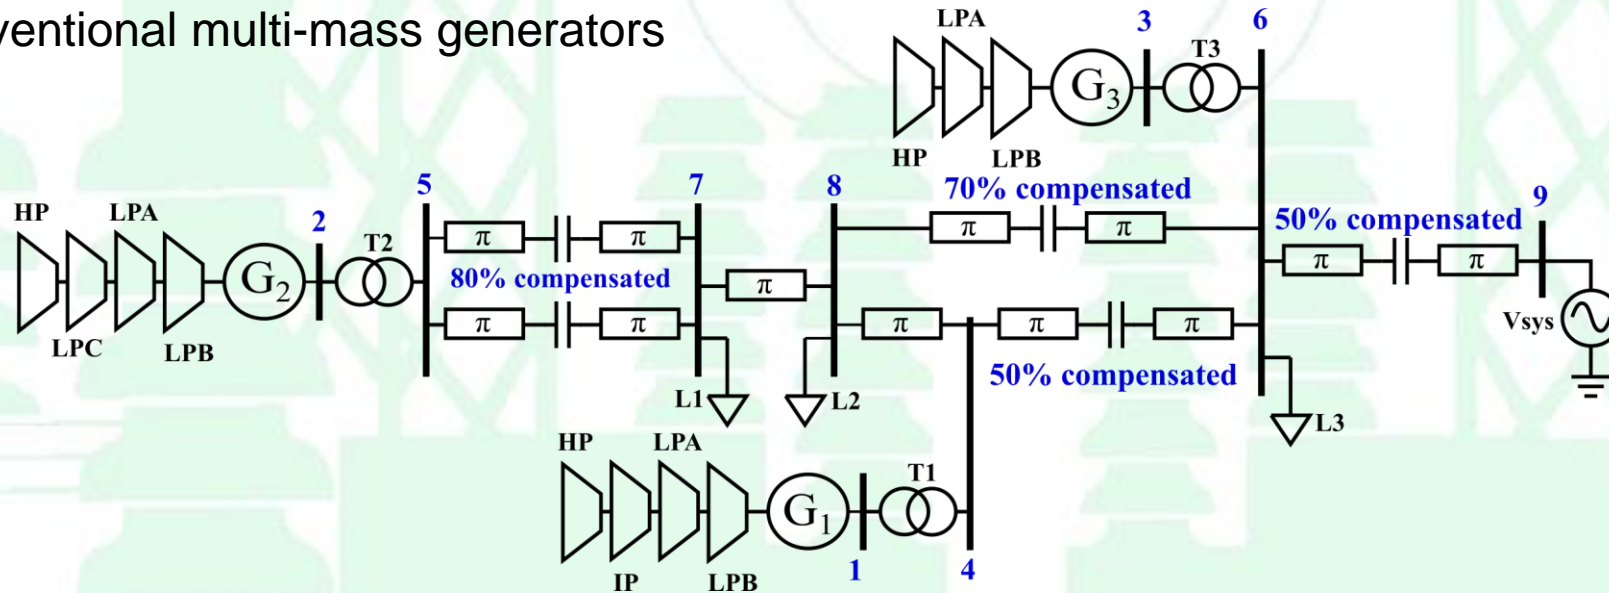 ventional multi-mass generators
LPA
3
6
T3
G3
HP
LPB
70% compensated
5
7
8
9
HP
LPA
2
T2
50% compensated
π
π
π
π
π
π
G2
80% compensated
π
Vsys
LPC
LPB
π
π
π
π
π
50% compensated
L1
L2
L3
HP
LPA
T1
G1
IP
LPB
1
4